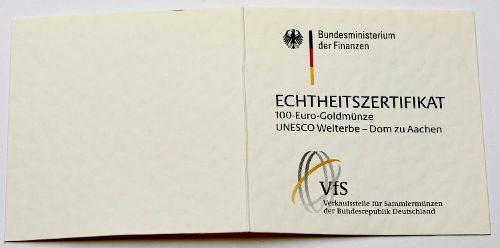 Bundesministerium
der Finanzen
ECHTHEITSZERTIFIKAT
100-Euro-Goldmünze
UNESCO Welterbe – Dom zu Aachen
VfS
Verkaufsstelle für Sammlermünzen
der Bundesrepublik Deutschland